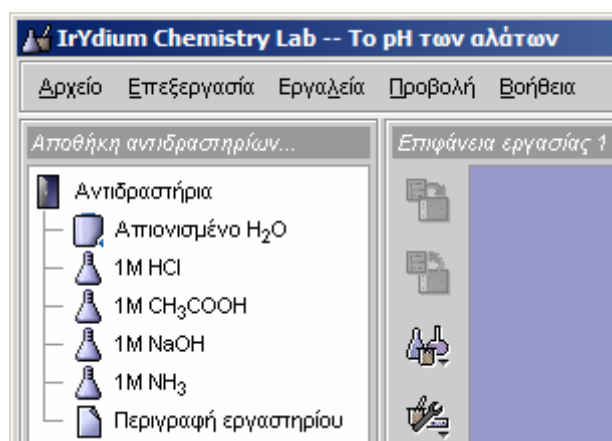 IrYdium Chemistry Lab -- Το pH των αλάτων
Αρχείο Επεξεργασία Εργαλεία Προβολή Βοήθεια
Αποθήκη αντιδραστηρίων...
Επιφάνεια εργασίας 1
Αντιδραστήρια
Απιονισμένο H₂O
1M HCl
1M CH₃COOH
1M NaOH
1M NH₃
Περιγραφή εργαστηρίου